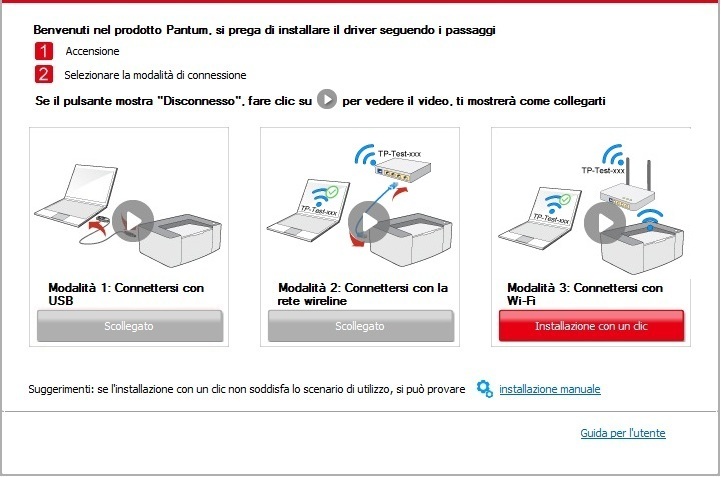 Benvenuti nel prodotto Pantum, si prega di installare il driver seguendo i passaggi
1 Accensione
2 Selezionare la modalità di connessione
Se il pulsante mostra "Disconnesso", fare clic su per vedere il video, ti mostrerà come collegarti
TP-Test-xxx
TP-Test-xxx
TP-Test-xxx
TP-Test-xxx
Modalità 1: Connettersi con
USB
Scollegato
Modalità 2: Connettersi con la
rete wireline
Scollegato
Modalità 3: Connettersi con
Wi-Fi
Installazione con un clic
Suggerimenti: se l'installazione con un clic non soddisfa lo scenario di utilizzo, si può provare installazione manuale
Guida per l'utente